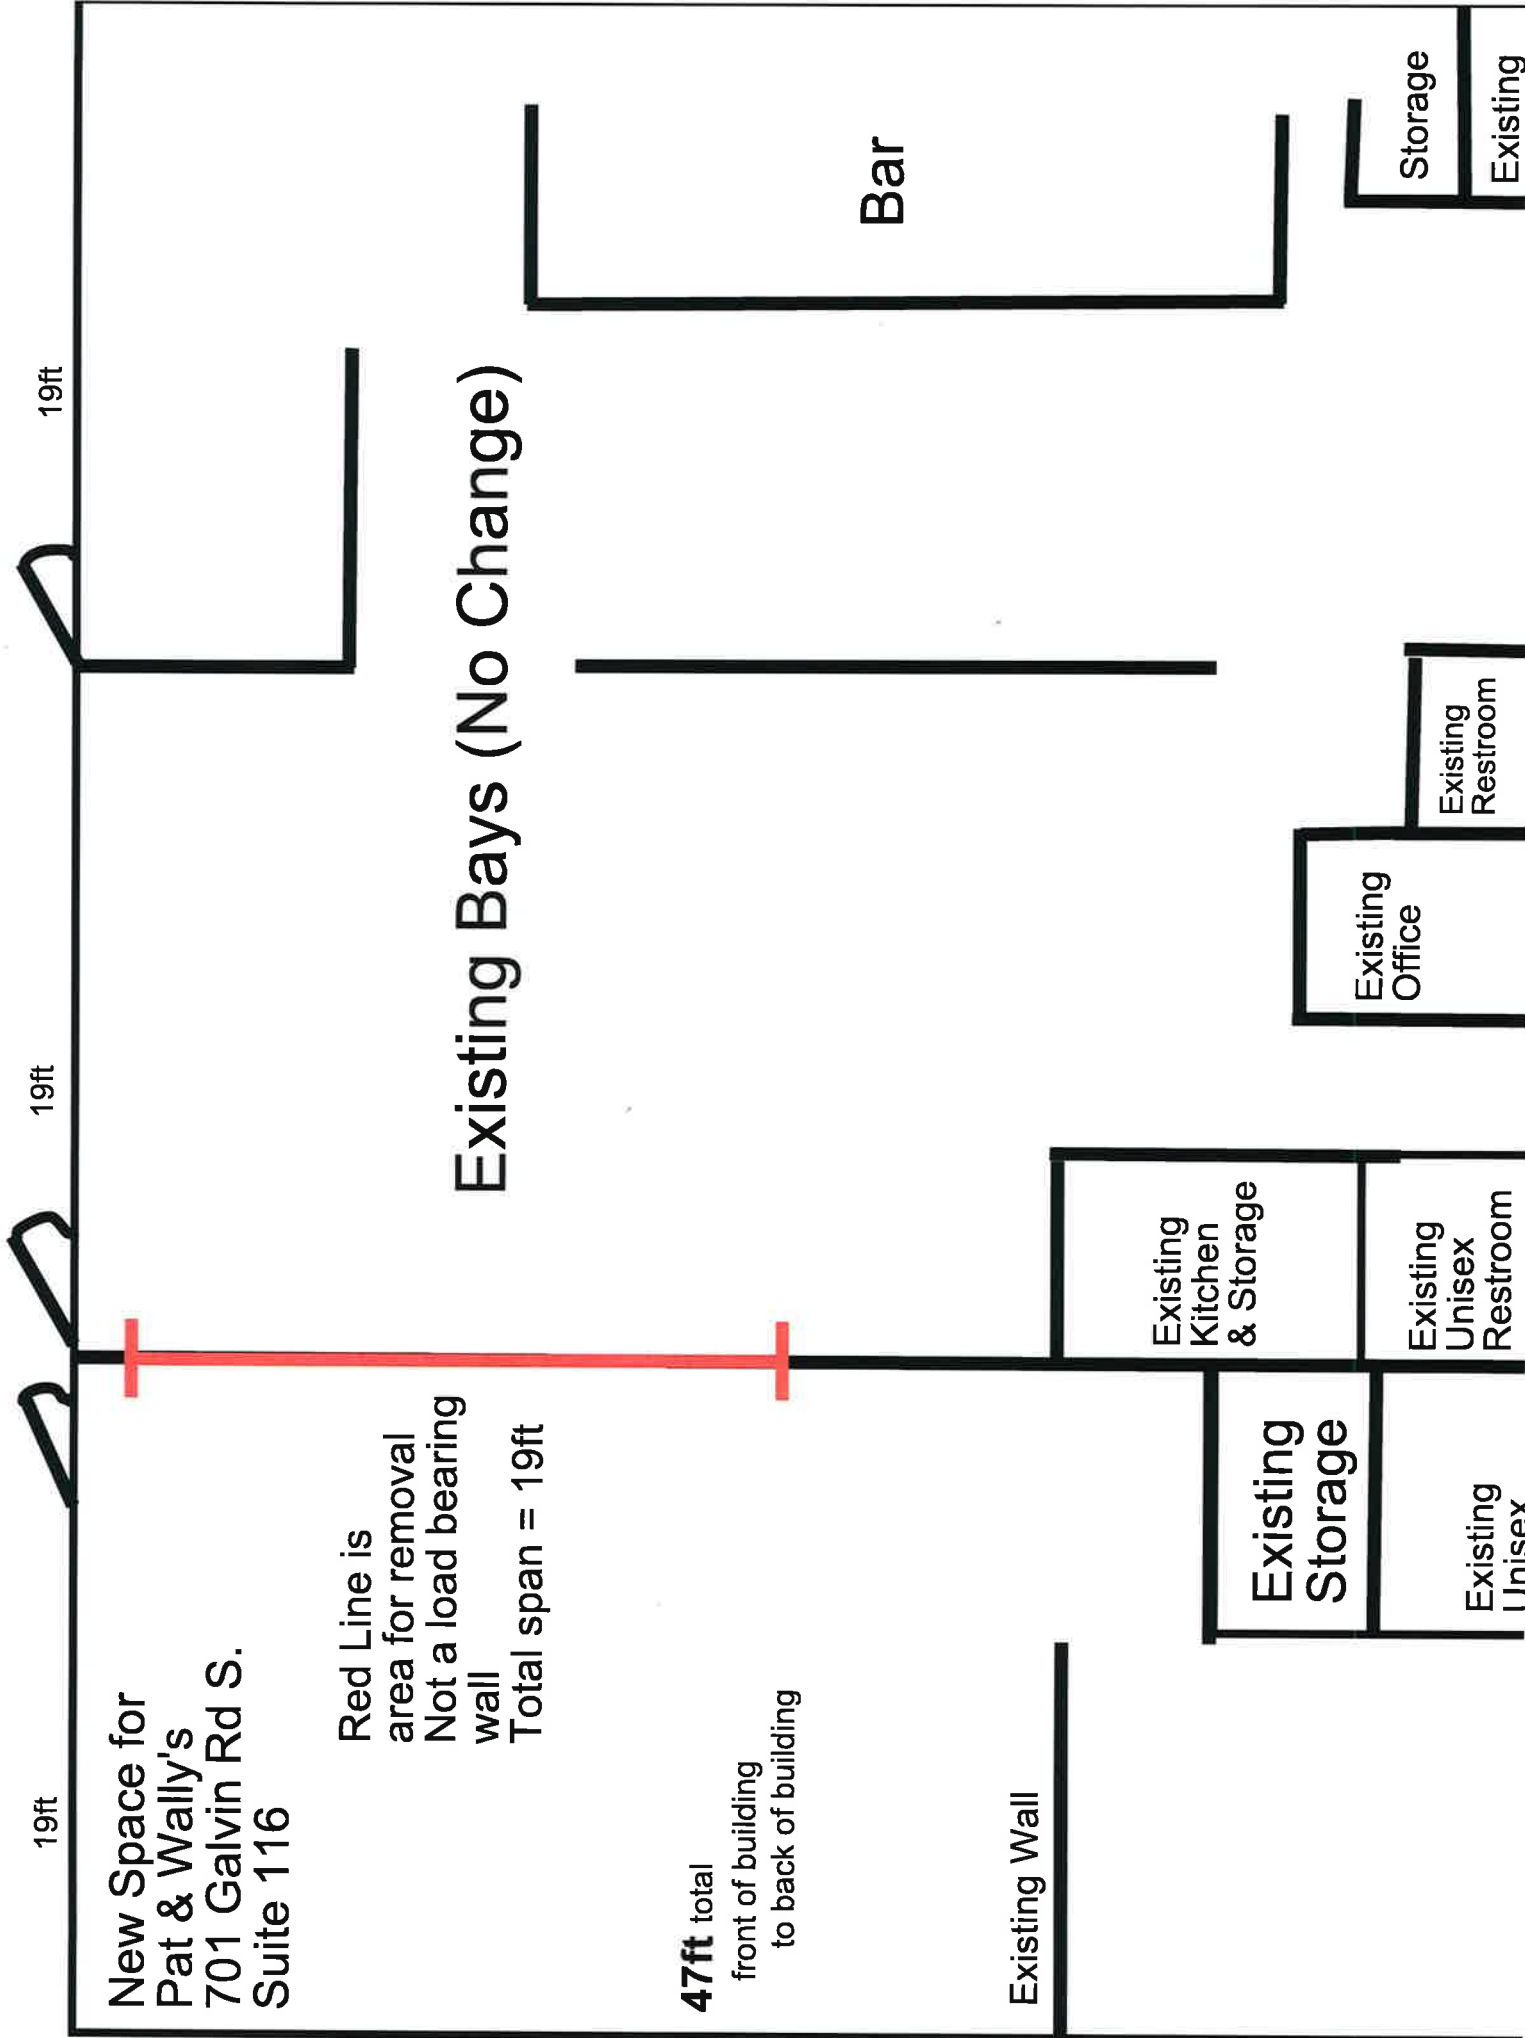 19ft
19ft
19ft
New Space for
Pat & Wally's
701 Galvin Rd S.
Suite 116
Red Line is
area for removal
Not a load bearing
wall
Total span = 19ft
47ft total
front of building
to back of building
Existing Wall
Existing Bays (No Change)
Bar
Existing
Storage
Existing
Unisex
Existing
Kitchen
& Storage
Existing
Unisex
Restroom
Existing
Office
Existing
Restroom
Storage
Existing